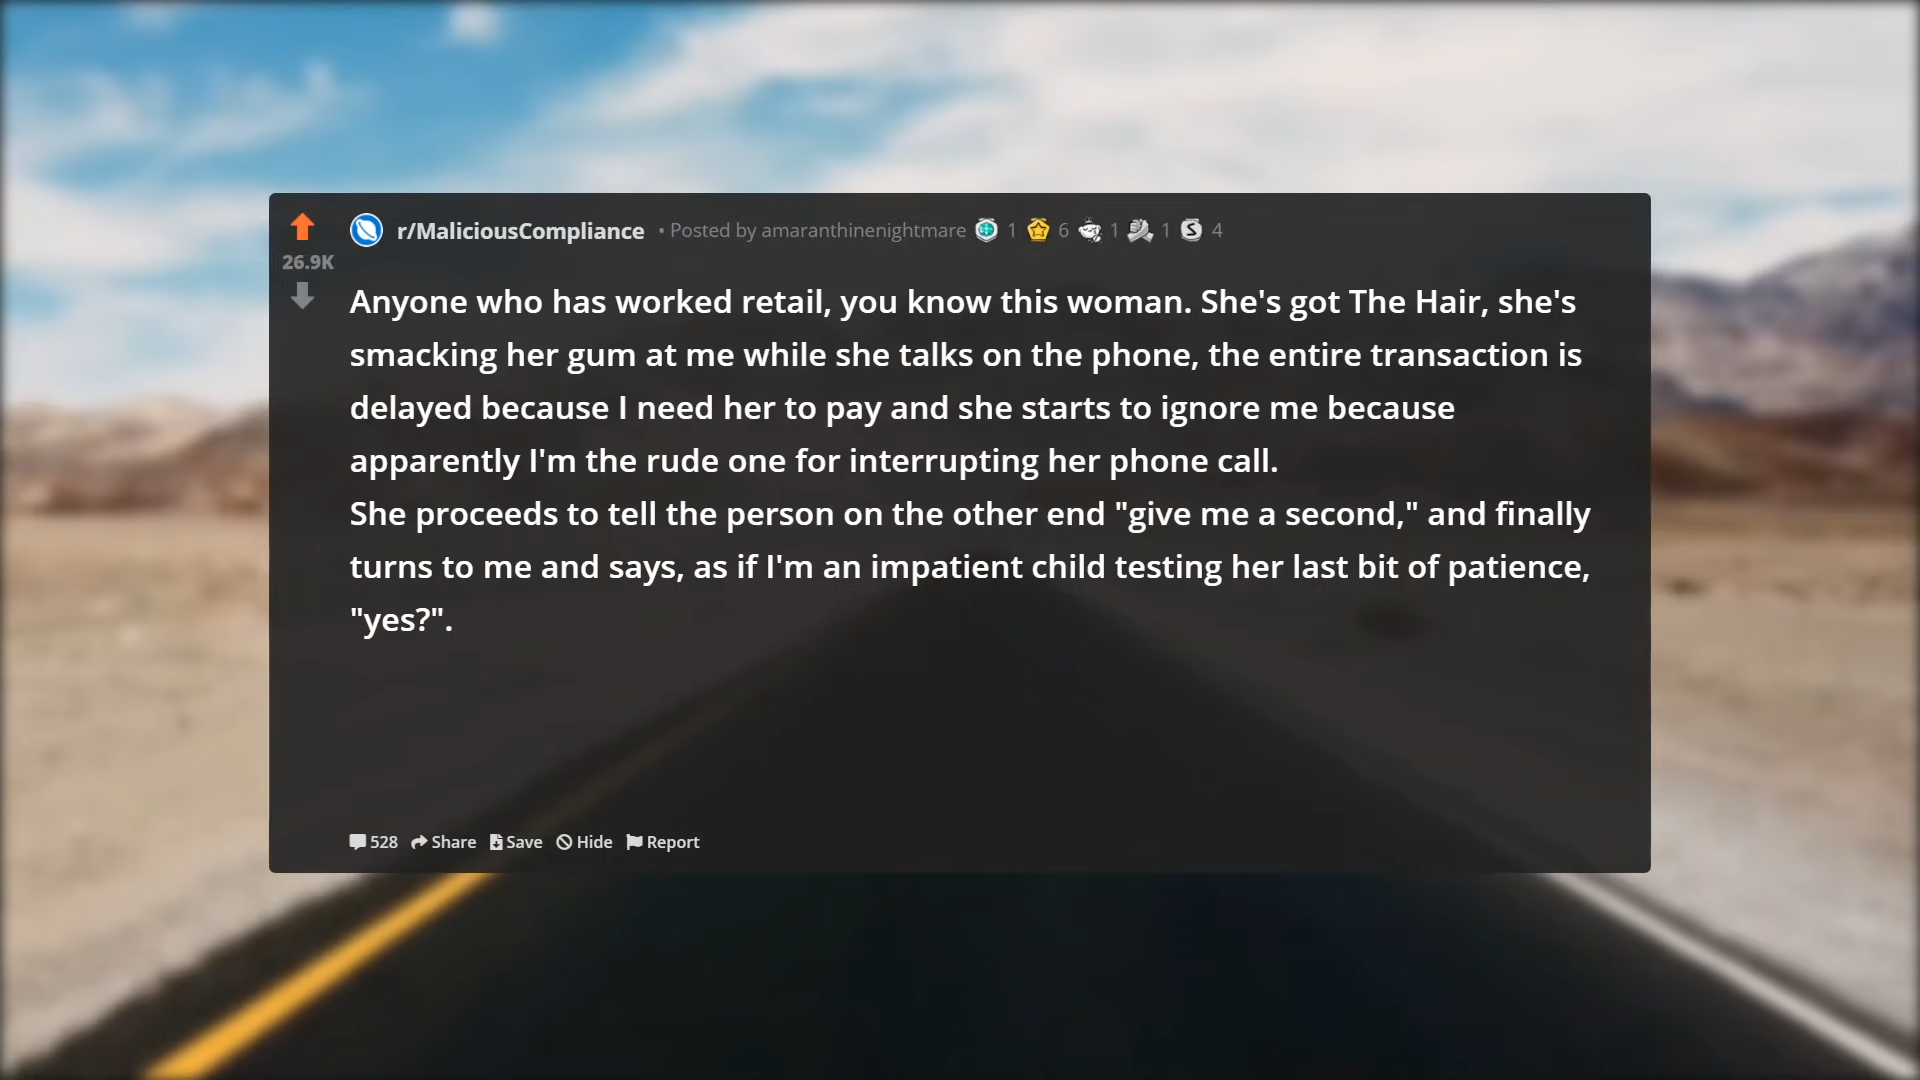 r/MaliciousCompliance • Posted by amaranthinenightmare 1 6 1 1 4
26.9K
Anyone who has worked retail, you know this woman. She's got The Hair, she's
smacking her gum at me while she talks on the phone, the entire transaction is
delayed because I need her to pay and she starts to ignore me because
apparently I'm the rude one for interrupting her phone call.
She proceeds to tell the person on the other end "give me a second," and finally
turns to me and says, as if I'm an impatient child testing her last bit of patience,
"yes?".
528 Share Save Hide Report